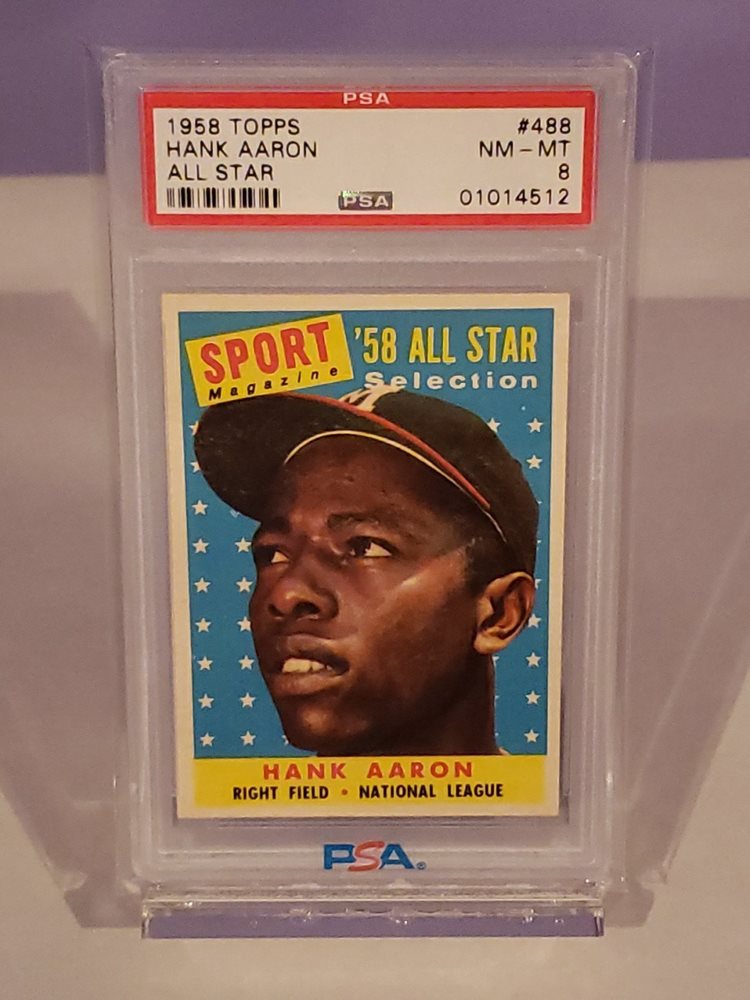 PSA
1958 TOPPS #488
HANK AARON NM - MT
ALL STAR 8
PSA 01014512
SPORT '58 ALL STAR
Magazine Selection
M
HANK AARON
RIGHT FIELD • NATIONAL LEAGUE
PSA®